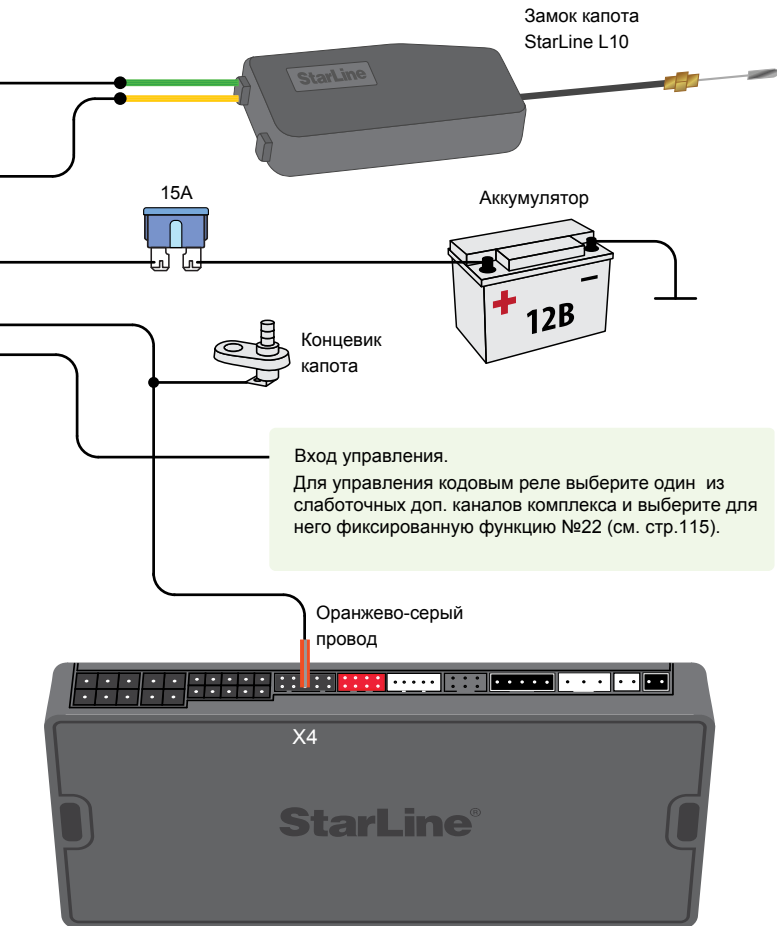 Замок капота
StarLine L10
StarLine
15А
Аккумулятор
12В
Концевик
капота
Вход управления.
Для управления кодовым реле выберите один из
слаботочных доп. каналов комплекса и выберите для
него фиксированную функцию №22 (см. стр.115).
Оранжево-серый
провод
X4
StarLine®